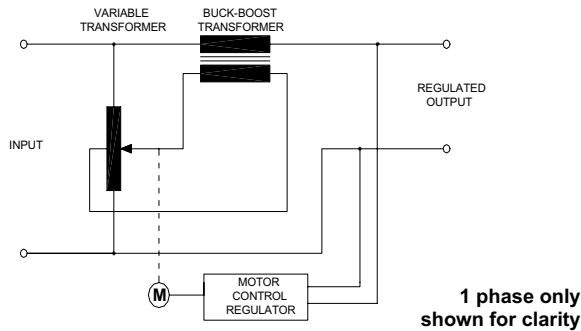 VARIABLE
TRANSFORMER
BUCK-BOOST
TRANSFORMER
REGULATED
OUTPUT
INPUT
M
MOTOR
CONTROL
REGULATOR
1 phase only
shown for clarity